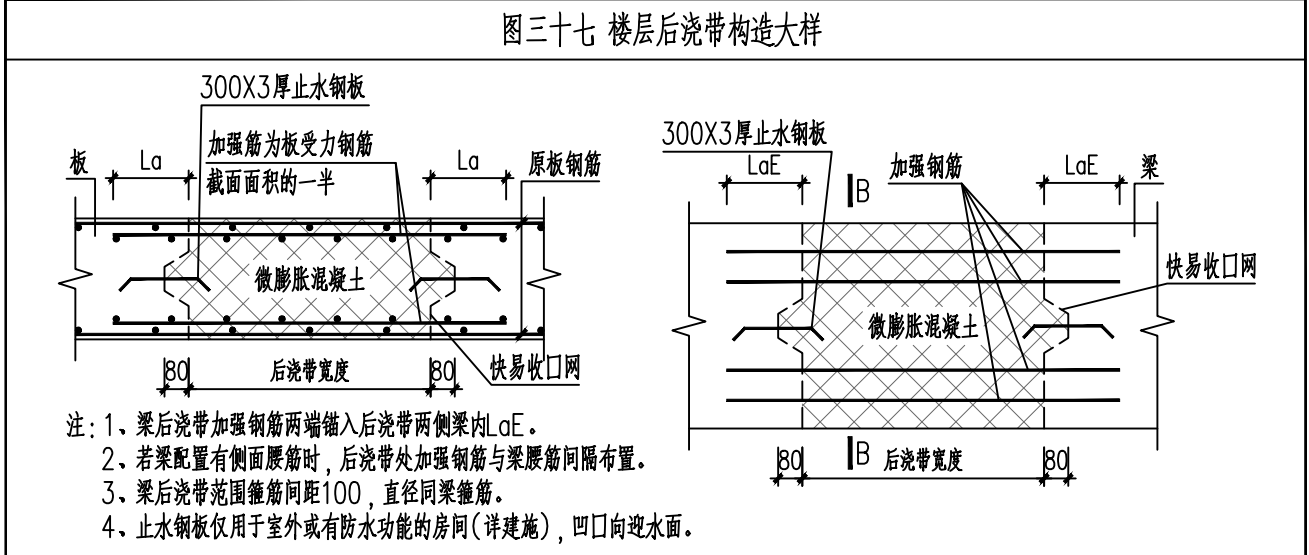 图三十七 楼层后浇带构造大样
300X3厚止水钢板
加强筋为板受力钢筋
截面面积的一半
板
La
La
原板钢筋
微膨胀混凝土
80
后浇带宽度
80
快易收口网
300X3厚止水钢板
LaE
加强钢筋
LaE
梁
B
快易收口网
微膨胀混凝土
80
B
后浇带宽度
80
注:1、梁后浇带加强钢筋两端锚入后浇带两侧梁内LaE。
2、若梁配置有侧面腰筋时,后浇带处加强钢筋与梁腰筋间隔布置。
3、梁后浇带范围箍筋间距100,直径同梁箍筋。
4、止水钢板仅用于室外或有防水功能的房间(详建施),凹口向迎水面。